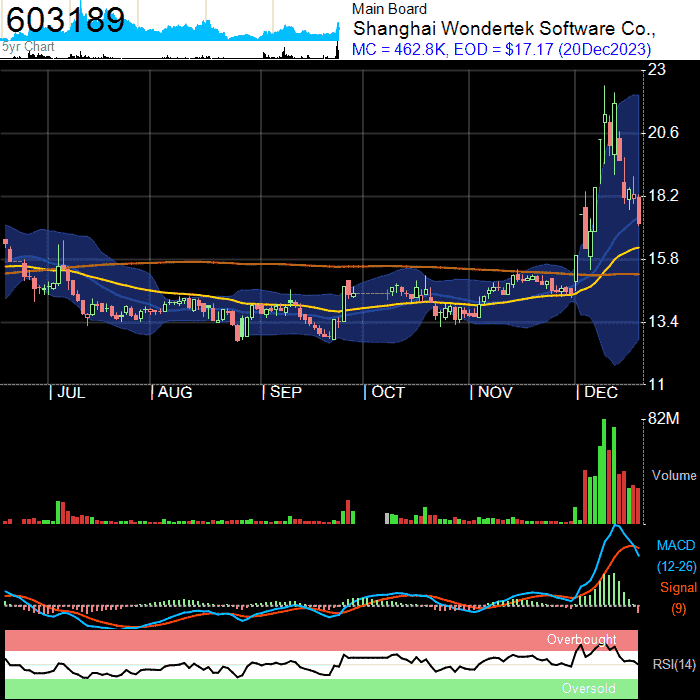 603189
5yr Chart
Main Board
Shanghai Wondertek Software Co.,
MC = 462.8K, EOD = $17.17 (20Dec2023)
23
20.6
18.2
15.8
13.4
11
JUL
AUG
SEP
OCT
NOV
DEC
82M
Volume
MACD
(12-26)
Signal
(9)
Overbought
RSI(14)
Oversold